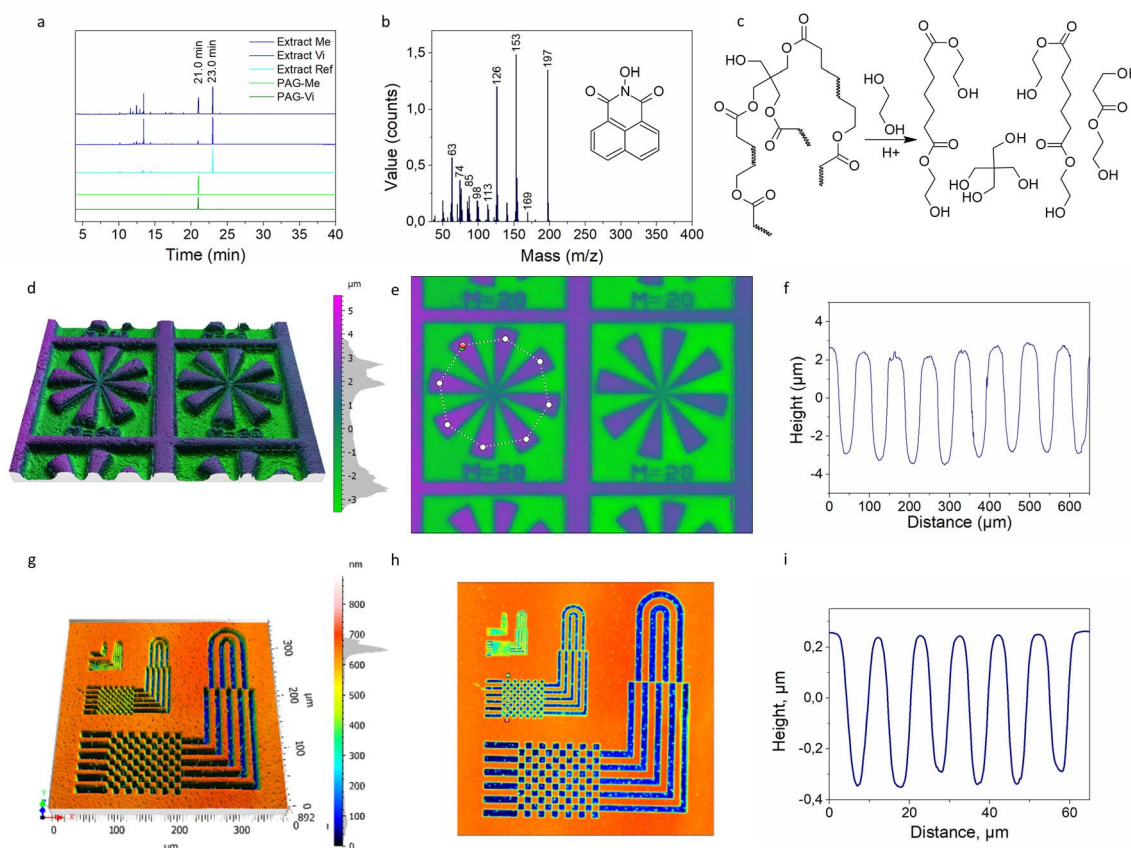 a
Extract Me
Extract Vi
Extract Ref
PAG-Me
PAG-Vi
21.0 min
23.0 min
4 10 15 20 25 30 35 40
Time (min)
b
1,5
1,0
0,5
0,0
Value (counts)
63
74
85
98
113
126
153
169
197
OH
N
O
O
50 100 150 200 250 300 350 400
Mass (m/z)
c
HO
O
O
O
O
O
O
O
O
O
HO
OH
H+
O
O
OH
O
O
OH
HO
OH
HO
OH
HO
O
O
O
O
OH
HO
O
O
OH
d
µm
5
4
3
2
1
0
-1
-2
-3
e
M=20
M=20
M=20
M=20
f
4
2
0
-2
-4
Height (µm)
0 100 200 300 400 500 600
Distance (µm)
g
nm
800
700
600
500
400
300
200
100
0
300
200
100
0
µm
892
0 100 200 300
µm
X
Y
h
i
0,2
0,0
-0,2
-0,4
Height, µm
0 20 40 60
Distance, µm